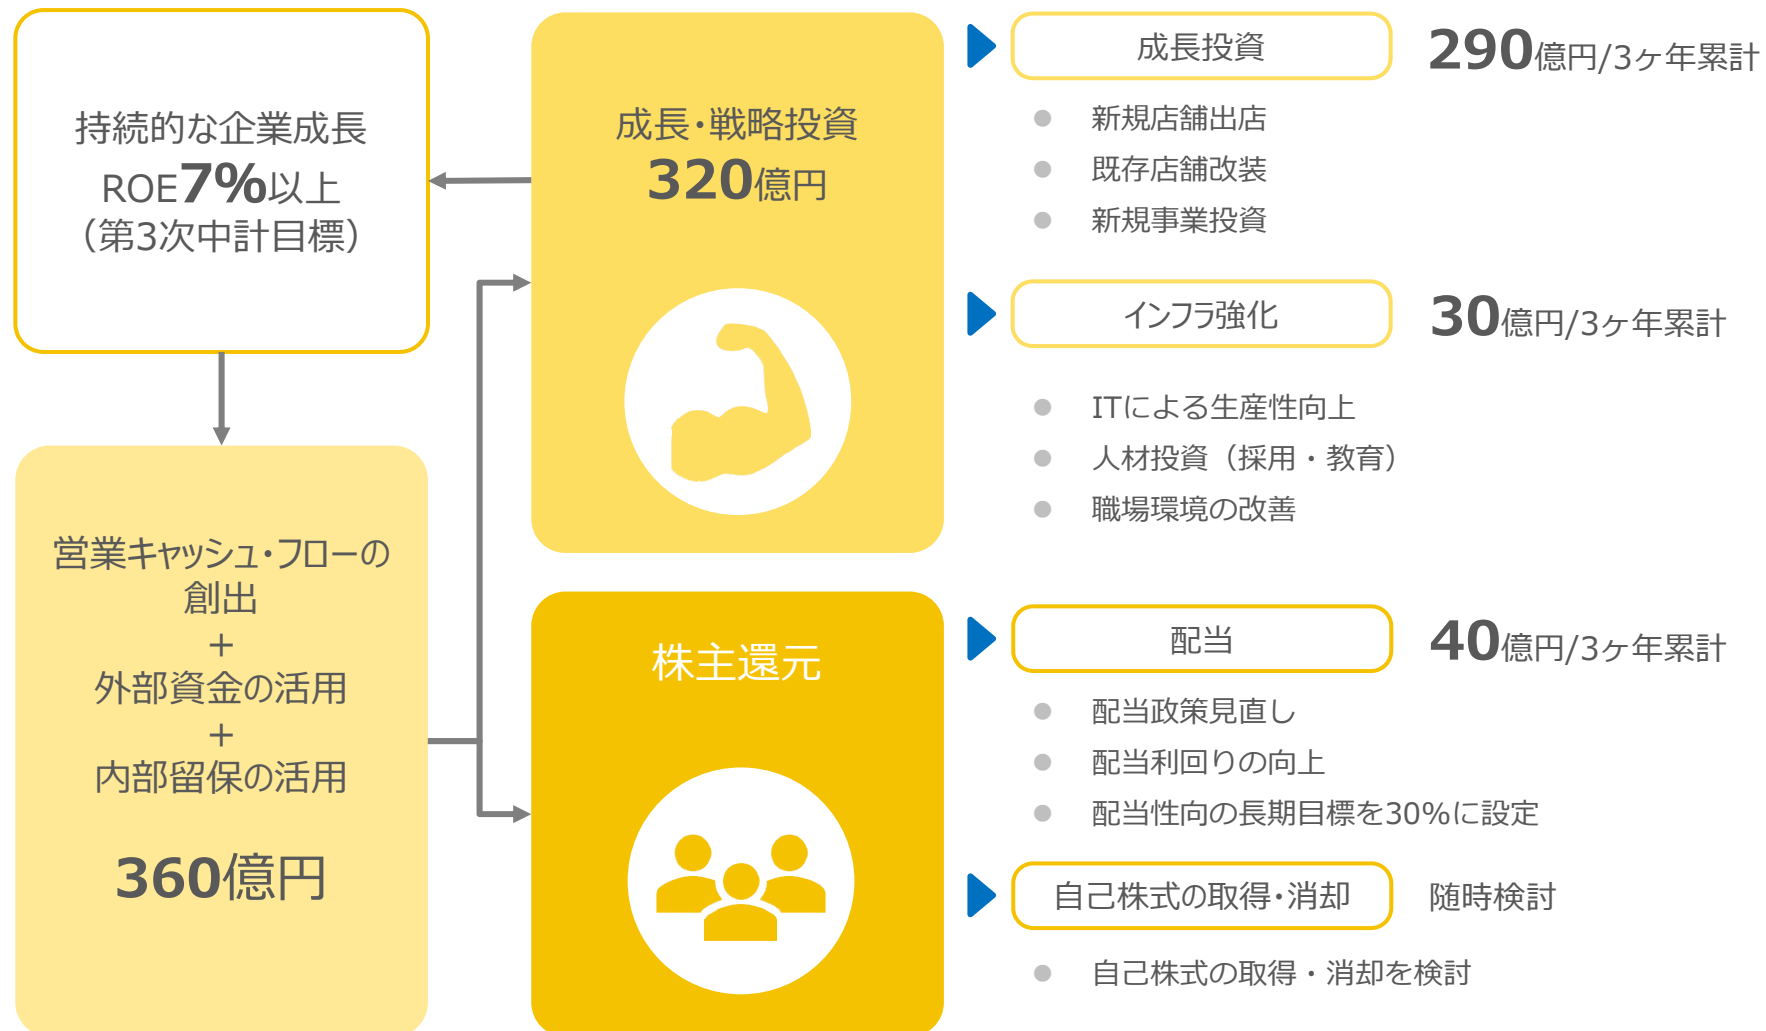 持続的な企業成長
ROE7%以上
（第3次中計目標）
営業キャッシュ・フローの
創出
+
外部資金の活用
+
内部留保の活用
360億円
成長・戦略投資
320億円
株主還元
成長投資
290億円/3ヶ年累計
● 新規店舗出店
● 既存店舗改装
● 新規事業投資
インフラ強化
30億円/3ヶ年累計
● ITによる生産性向上
● 人材投資（採用・教育）
● 職場環境の改善
配当
40億円/3ヶ年累計
● 配当政策見直し
● 配当利回りの向上
● 配当性向の長期目標を30%に設定
自己株式の取得・消却
随時検討
● 自己株式の取得・消却を検討